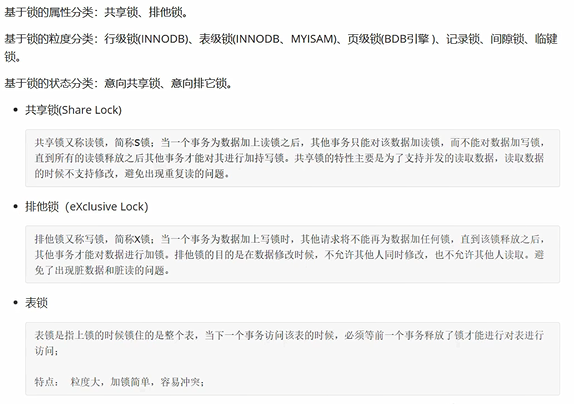 基于锁的属性分类：共享锁、排他锁。
基于锁的粒度分类：行级锁(INNODB)、表级锁(INNODB、MYISAM)、页级锁(BDB引擎 )、记录锁、间隙锁、临键
锁。
基于锁的状态分类：意向共享锁、意向排它锁。
共享锁(Share Lock)
共享锁又称读锁，简称S锁；当一个事务为数据加上读锁之后，其他事务只能对该数据加读锁，而不能对数据加写锁，
直到所有的读锁释放之后其他事务才能对其进行加持写锁。共享锁的特性主要是为了支持并发的读取数据，读取数据
的时候不支持修改，避免出现重复读的问题。
排他锁（eXclusive Lock）
排他锁又称写锁，简称X锁；当一个事务为数据加上写锁时，其他请求将不能再为数据加任何锁，直到该锁释放之后，
其他事务才能对数据进行加锁。排他锁的目的是在数据修改时候，不允许其他人同时修改，也不允许其他人读取。避
免了出现脏数据和脏读的问题。
表锁
表锁是指上锁的时候锁住的是整个表，当下一个事务访问该表的时候，必须等前一个事务释放了锁才能进行对表进行
访问；
特点： 粒度大，加锁简单，容易冲突；